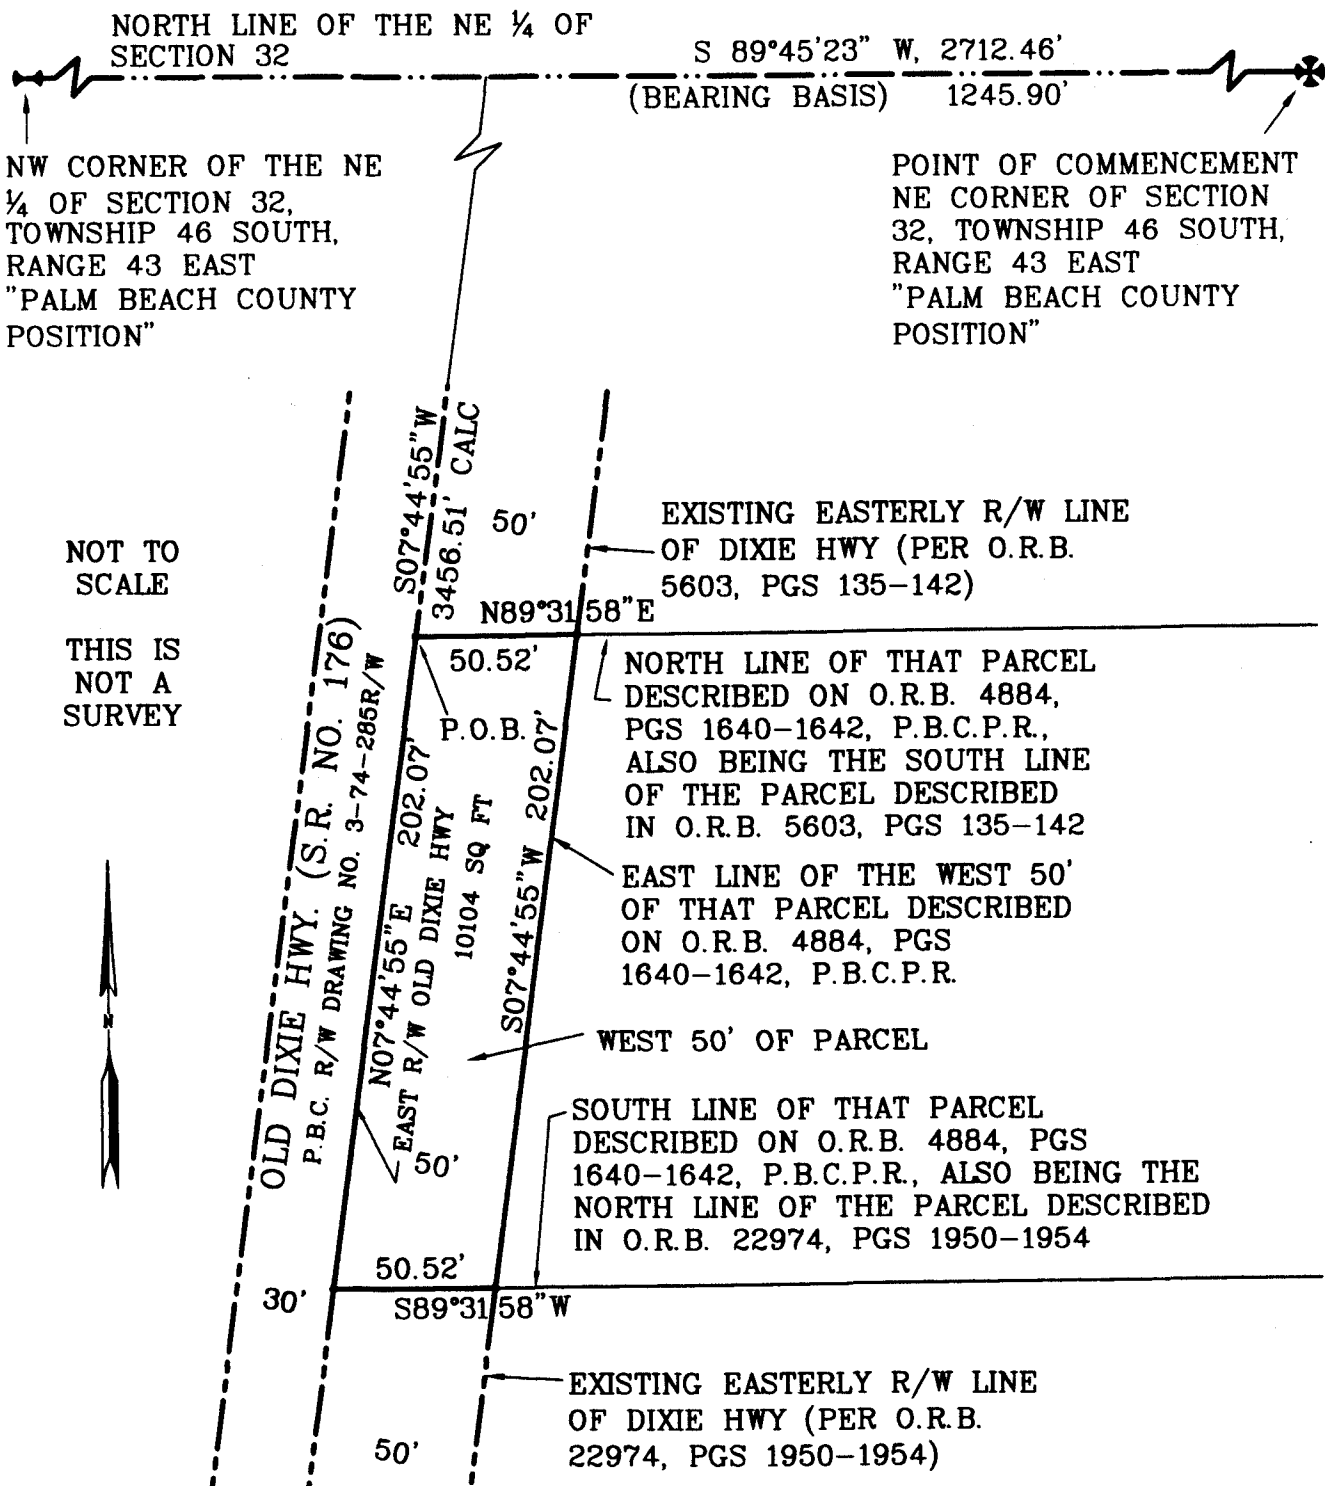 NORTH LINE OF THE NE ¼ OF
SECTION 32
S 89°45'23" W, 2712.46'
(BEARING BASIS) 1245.90'
NW CORNER OF THE NE
¼ OF SECTION 32,
TOWNSHIP 46 SOUTH,
RANGE 43 EAST
"PALM BEACH COUNTY
POSITION"
POINT OF COMMENCEMENT
NE CORNER OF SECTION
32, TOWNSHIP 46 SOUTH,
RANGE 43 EAST
"PALM BEACH COUNTY
POSITION"
S07°44'55"W
3456.51' CALC
50'
EXISTING EASTERLY R/W LINE
OF DIXIE HWY (PER O.R.B.
5603, PGS 135-142)
NOT TO
SCALE
THIS IS
NOT A
SURVEY
N89°31'58"E
50.52'
P.O.B.
NORTH LINE OF THAT PARCEL
DESCRIBED ON O.R.B. 4884,
PGS 1640-1642, P.B.C.P.R.,
ALSO BEING THE SOUTH LINE
OF THE PARCEL DESCRIBED
IN O.R.B. 5603, PGS 135-142
OLD DIXIE HWY. (S.R. NO. 176)
P.B.C. R/W DRAWING NO. 3-74-285R/W
N07°44'55"E 202.07'
EAST R/W OLD DIXIE HWY
10104 SQ FT
S07°44'55"W 202.07'
EAST LINE OF THE WEST 50'
OF THAT PARCEL DESCRIBED
ON O.R.B. 4884, PGS
1640-1642, P.B.C.P.R.
N
WEST 50' OF PARCEL
50'
SOUTH LINE OF THAT PARCEL
DESCRIBED ON O.R.B. 4884, PGS
1640-1642, P.B.C.P.R., ALSO BEING THE
NORTH LINE OF THE PARCEL DESCRIBED
IN O.R.B. 22974, PGS 1950-1954
50.52'
30'
S89°31'58"W
EXISTING EASTERLY R/W LINE
OF DIXIE HWY (PER O.R.B.
22974, PGS 1950-1954)
50'